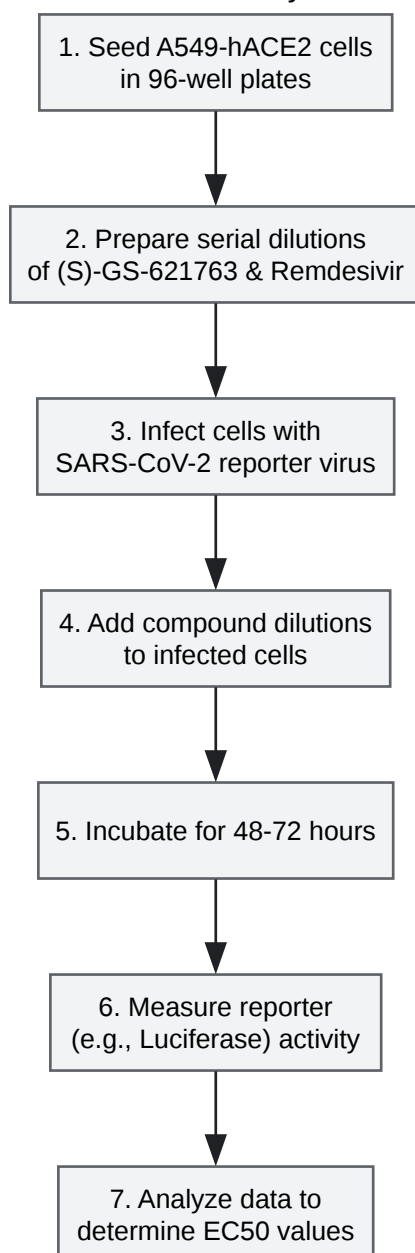 1. Seed A549-hACE2 cells
in 96-well plates
2. Prepare serial dilutions
of (S)-GS-621763 & Remdesivir
3. Infect cells with
SARS-CoV-2 reporter virus
4. Add compound dilutions
to infected cells
5. Incubate for 48-72 hours
6. Measure reporter
(e.g., Luciferase) activity
7. Analyze data to
determine EC50 values